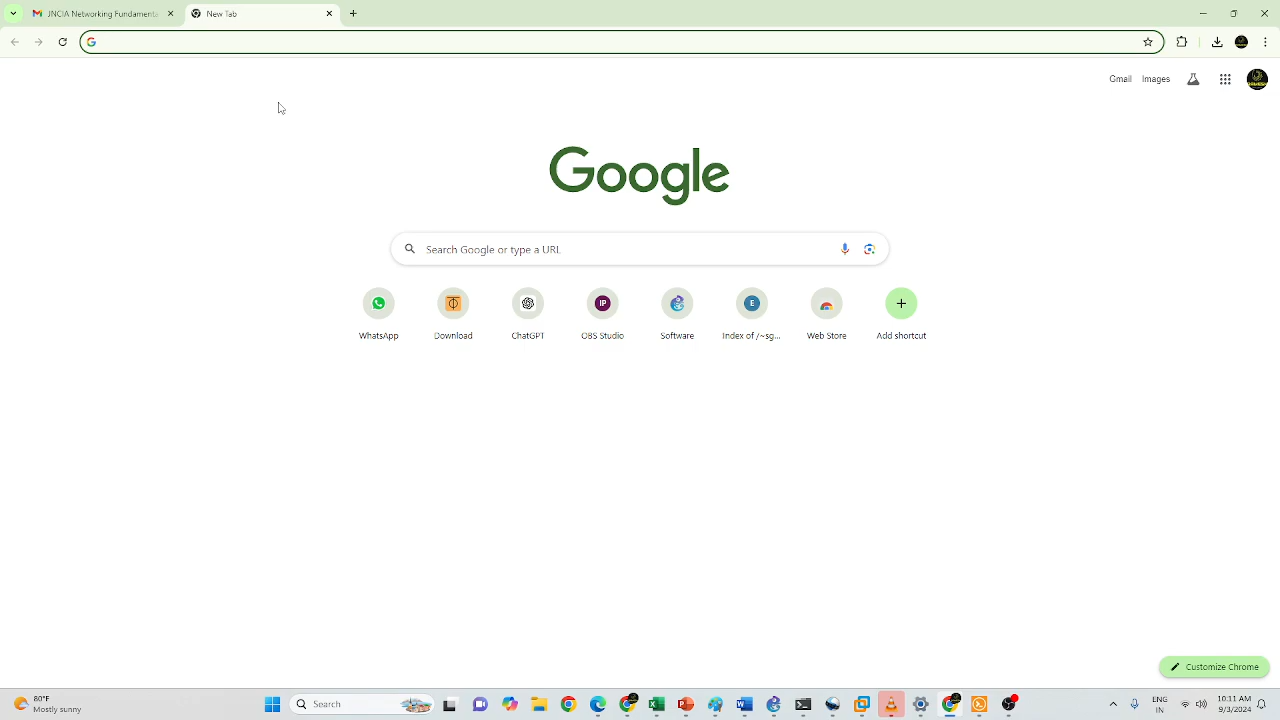 JNCIA Networking Fundamenta
New Tab
Gmail
Images
Google
Search Google or type a URL
IP
E
WhatsApp
Download
ChatGPT
OBS Studio
Software
Index of /~sg...
Web Store
Add shortcut
Customize Chrome
80°F
Mostly sunny
Search
ENG
10:11 AM
9/3/2024